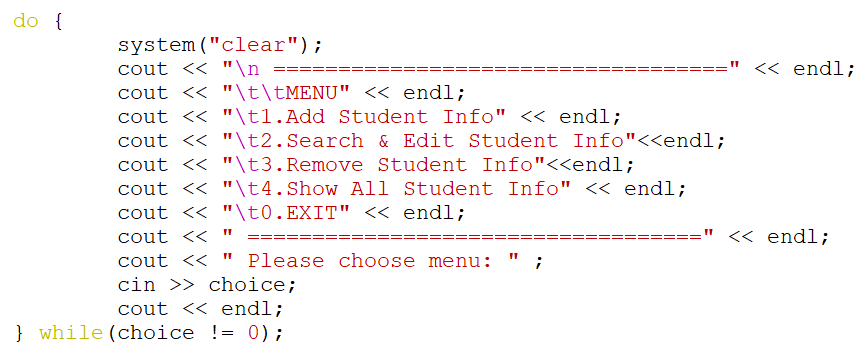 do {
        system("clear");
        cout << "\n ===================================" << endl;
        cout << "\t\tMENU" << endl;
        cout << "\t1.Add Student Info" << endl;
        cout << "\t2.Search & Edit Student Info"<<endl;
        cout << "\t3.Remove Student Info"<<endl;
        cout << "\t4.Show All Student Info" << endl;
        cout << "\t0.EXIT" << endl;
        cout << " ===================================" << endl;
        cout << " Please choose menu: " ;
        cin >> choice;
        cout << endl;
} while(choice != 0);